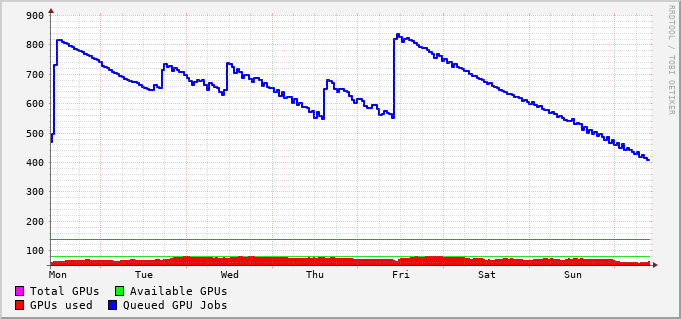 900
800
700
600
500
400
300
200
100
Mon Tue Wed Thu Fri Sat Sun
Total GPUs Available GPUs
GPUs used Queued GPU Jobs
RRDTOOL / TOBI OETIKER